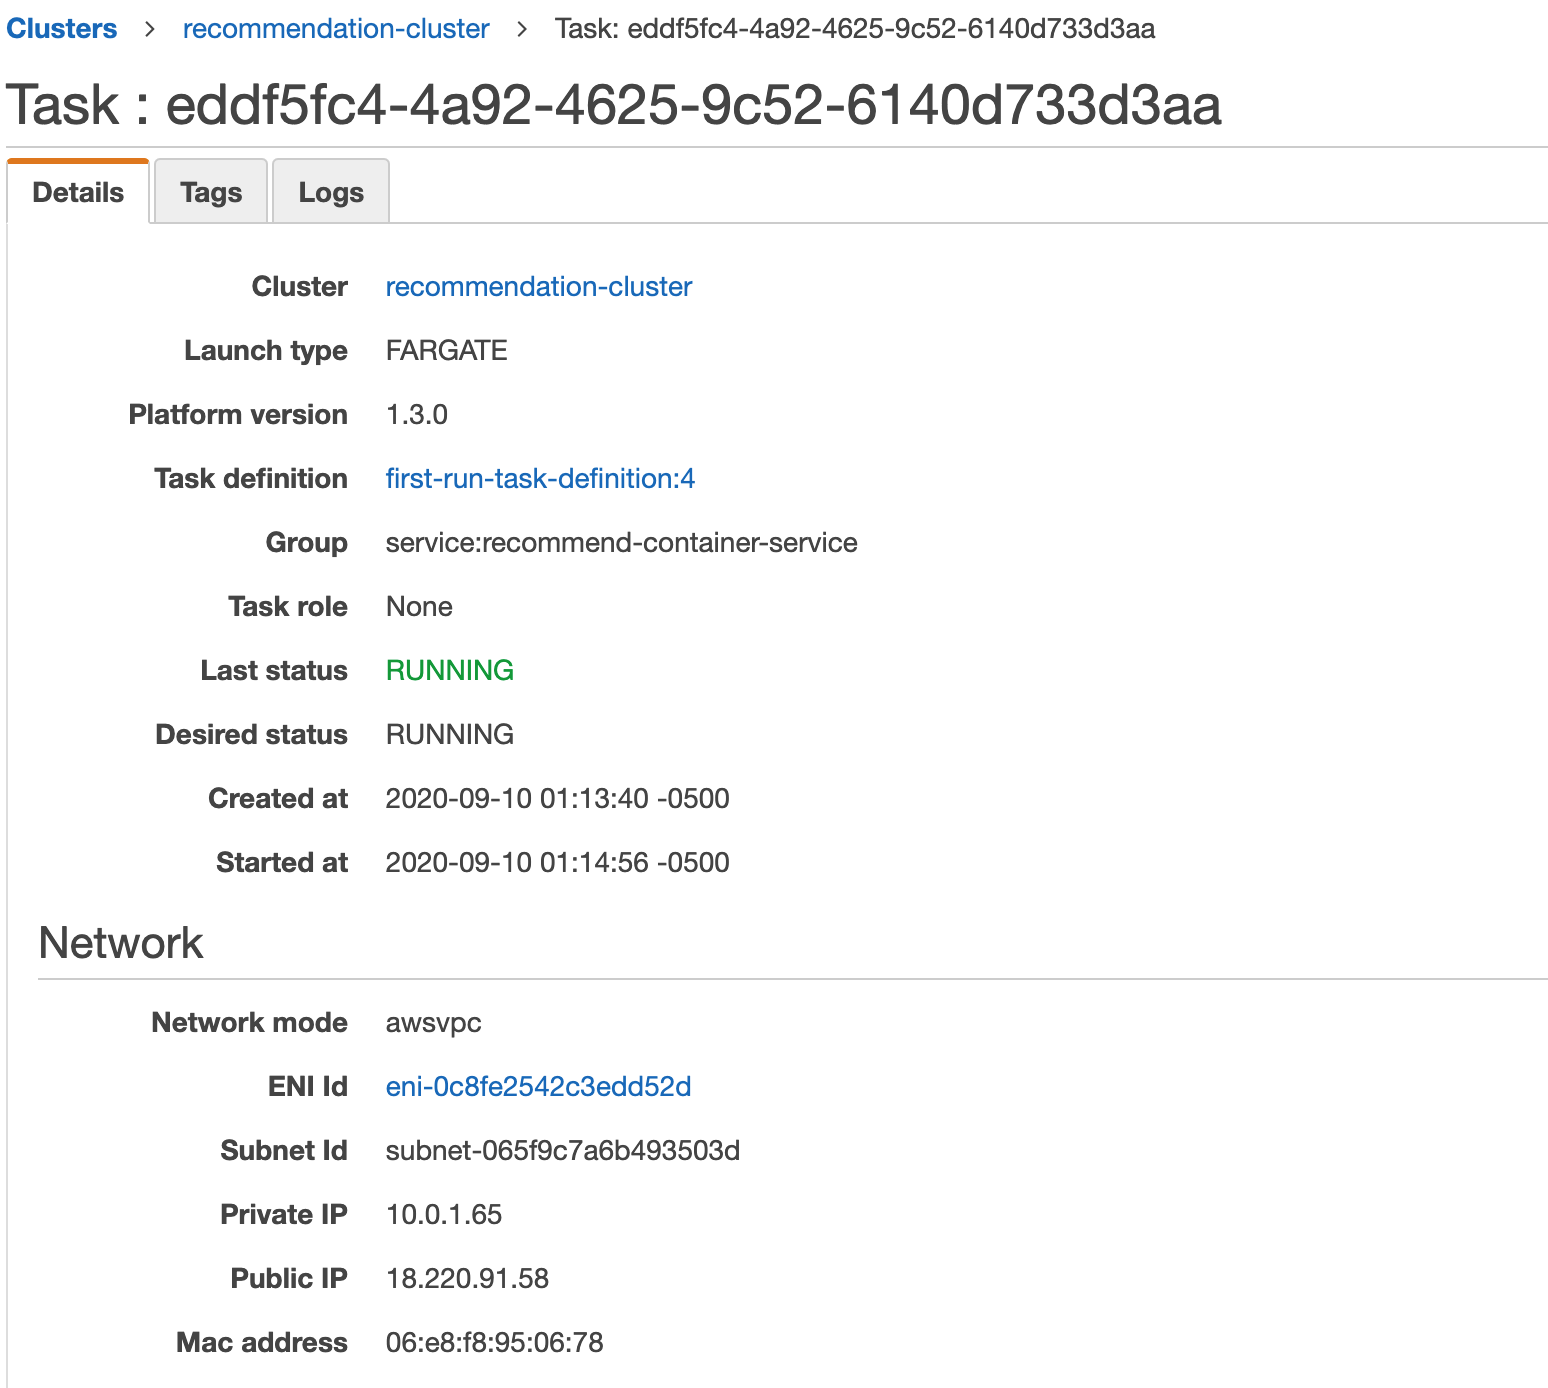 Clusters > recommendation-cluster > Task: eddf5fc4-4a92-4625-9c52-6140d733d3aa
Task : eddf5fc4-4a92-4625-9c52-6140d733d3aa
Details Tags Logs
Cluster recommendation-cluster
Launch type FARGATE
Platform version 1.3.0
Task definition first-run-task-definition:4
Group service:recommend-container-service
Task role None
Last status RUNNING
Desired status RUNNING
Created at 2020-09-10 01:13:40 -0500
Started at 2020-09-10 01:14:56 -0500
Network
Network mode awsvpc
ENI Id eni-0c8fe2542c3edd52d
Subnet Id subnet-065f9c7a6b493503d
Private IP 10.0.1.65
Public IP 18.220.91.58
Mac address 06:e8:f8:95:06:78